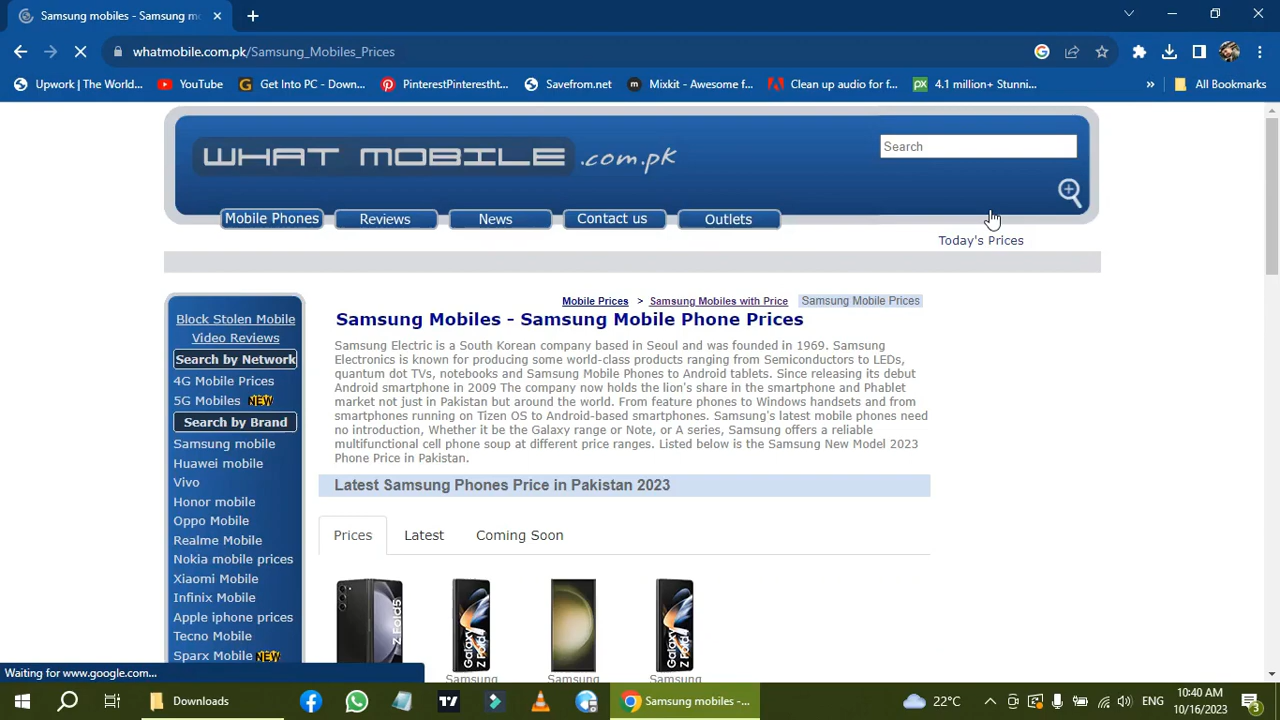 Samsung mobiles - Samsung mo
whatmobile.com.pk/Samsung_Mobiles_Prices
Upwork | The World... YouTube Get Into PC - Down... PinterestPinterestht... Savefrom.net Mixkit - Awesome f... Clean up audio for f... 4.1 million+ Stunni... » All Bookmarks
WHAT MOBILE .com.pk
Search
Mobile Phones Reviews News Contact us Outlets
Today's Prices
Mobile Prices > Samsung Mobiles with Price Samsung Mobile Prices
Block Stolen Mobile
Video Reviews
Search by Network
4G Mobile Prices
5G Mobiles NEW
Search by Brand
Samsung mobile
Huawei mobile
Vivo
Honor mobile
Oppo Mobile
Realme Mobile
Nokia mobile prices
Xiaomi Mobile
Infinix Mobile
Apple iphone prices
Tecno Mobile
Sparx Mobile NEW
Samsung Mobiles - Samsung Mobile Phone Prices
Samsung Electric is a South Korean company based in Seoul and was founded in 1969. Samsung
Electronics is known for producing some world-class products ranging from Semiconductors to LEDs,
quantum dot TVs, notebooks and Samsung Mobile Phones to Android tablets. Since releasing its debut
Android smartphone in 2009 The company now holds the lion's share in the smartphone and Phablet
market not just in Pakistan but around the world. From feature phones to Windows handsets and from
smartphones running on Tizen OS to Android-based smartphones. Samsung's latest mobile phones need
no introduction, Whether it be the Galaxy range or Note, or A series, Samsung offers a reliable
multifunctional cell phone soup at different price ranges. Listed below is the Samsung New Model 2023
Phone Price in Pakistan.
Latest Samsung Phones Price in Pakistan 2023
Prices Latest Coming Soon
Z Fold5
Galaxy Z Fold4
Galaxy Z Fold4
Samsung Samsung Samsung
Waiting for www.google.com...
Downloads
Samsung mobiles -...
22°C
ENG
10:40 AM
10/16/2023
3